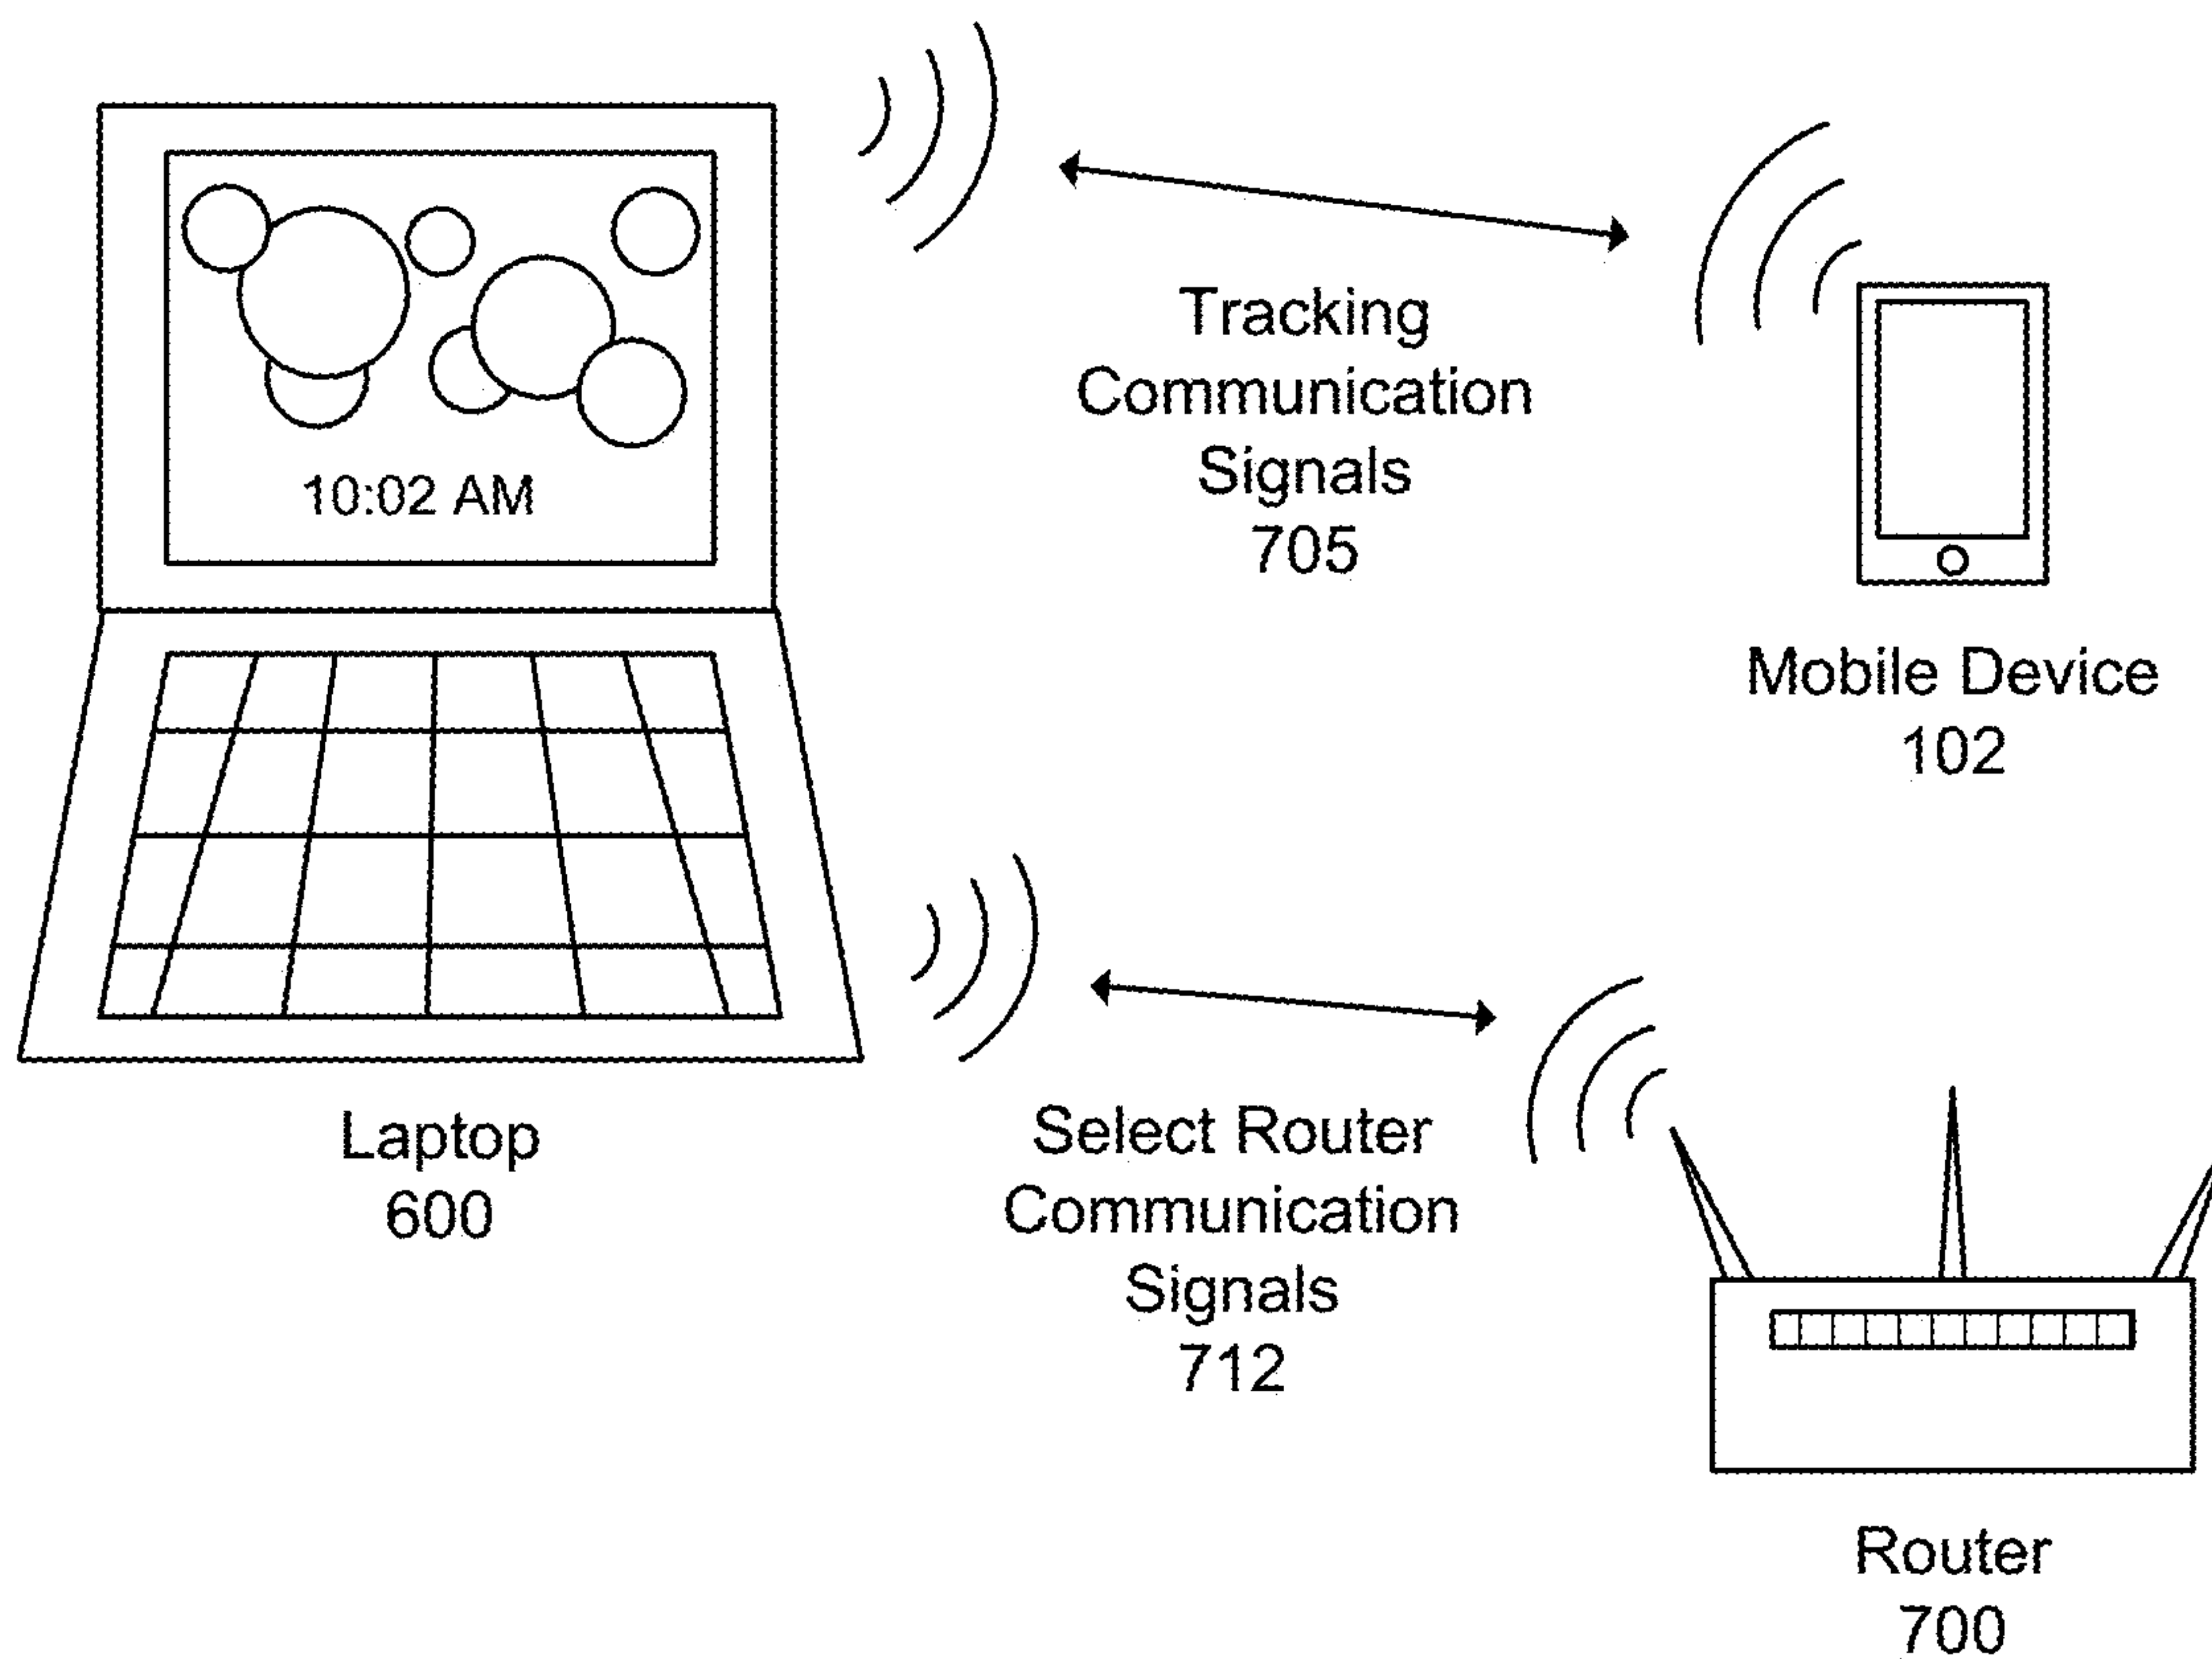 10:02 AM
Tracking
Communication
Signals
705
Mobile Device
102
Laptop
600
Select Router
Communication
Signals
712
Router
700